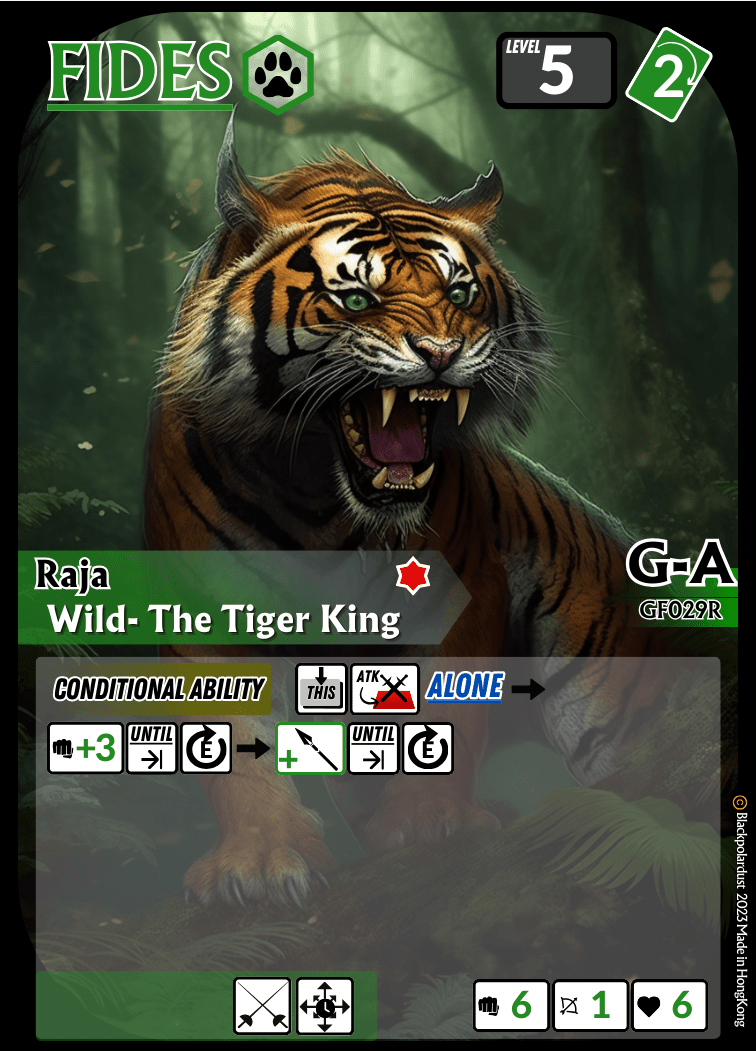 FIDES
LEVEL 5
2
G-A
GF029R
Raja
Wild- The Tiger King
CONDITIONAL ABILITY THIS ATK ALONE
+3 UNTIL E + UNTIL E
6 1 6
© Blackpolardust 2023 Made in HongKong